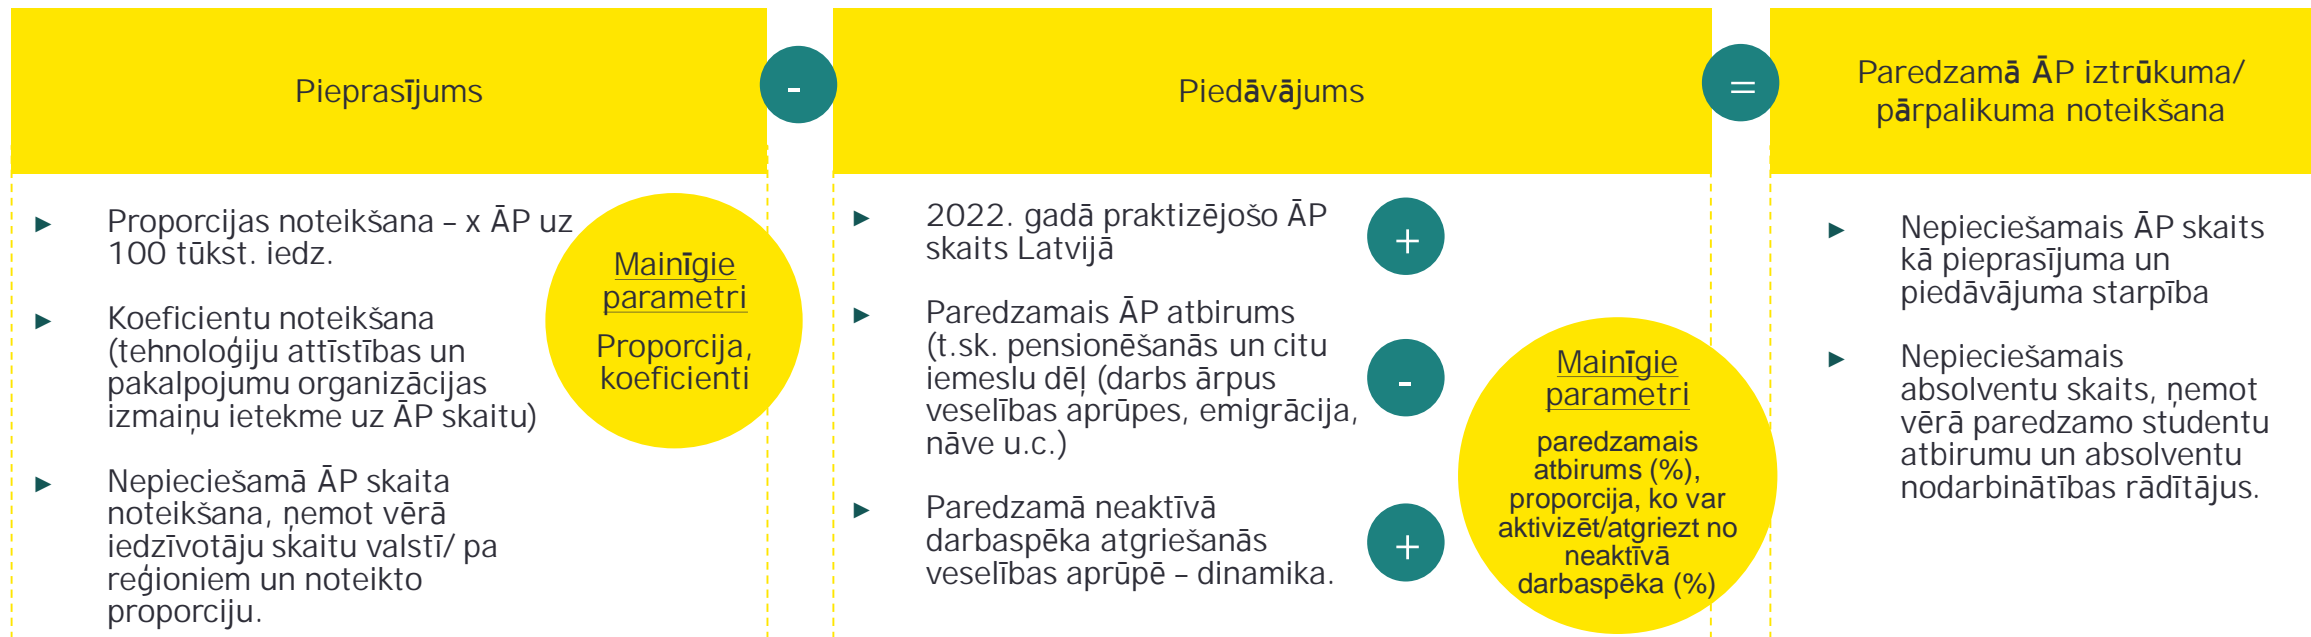 Pieprasījums
-
Piedāvājums
=
Paredzamā ĀP iztrūkuma/
pārpalikuma noteikšana
► Proporcijas noteikšana – x ĀP uz
100 tūkst. iedz.
► Koeficientu noteikšana
(tehnoloģiju attīstības un
pakalpojumu organizācijas
izmaiņu ietekme uz ĀP skaitu)
► Nepieciešamā ĀP skaita
noteikšana, ņemot vērā
iedzīvotāju skaitu valstī/ pa
reģioniem un noteikto
proporciju.
Mainīgie
parametri
Proporcija,
koeficienti
► 2022. gadā praktizējošo ĀP
skaits Latvijā
+
► Paredzamais ĀP atbirums
(t.sk. pensionēšanās un citu
iemeslu dēļ (darbs ārpus
veselības aprūpes, emigrācija,
nāve u.c.)
-
► Paredzamā neaktīvā
darbaspēka atgriešanās
veselības aprūpē – dinamika.
+
Mainīgie
parametri
paredzamais
atbirums (%),
proporcija, ko var
aktivizēt/atgriezt no
neaktīvā
darbaspēka (%)
► Nepieciešamais ĀP skaits
kā pieprasījuma un
piedāvājuma starpība
► Nepieciešamais
absolventu skaits, ņemot
vērā paredzamo studentu
atbirumu un absolventu
nodarbinātības rādītājus.